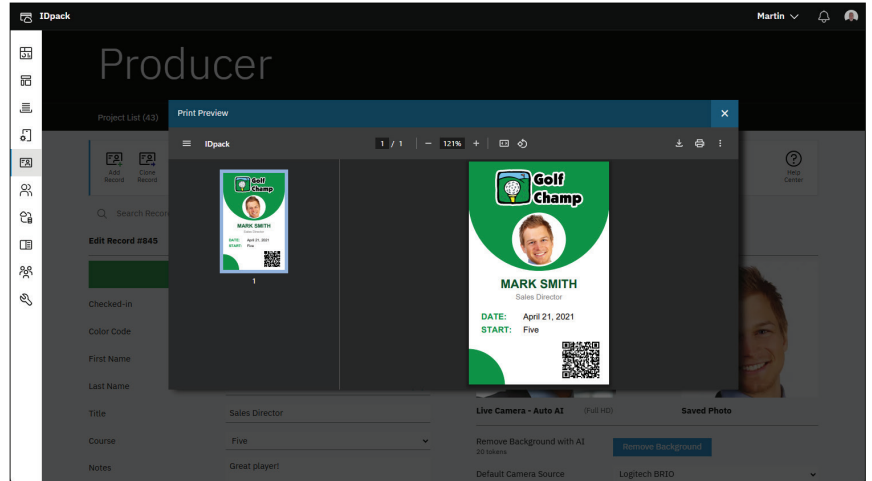 IDpack
Martin
Producer
Project List (43)
Print Preview
IDpack
1 / 1
121%
Add Record
Clone Record
Help Center
Search Recor
Edit Record #845
Golf Champ
MARK SMITH
Sales Director
DATE: April 21, 2021
START: Five
1
Golf
Champ
MARK SMITH
Sales Director
DATE: April 21, 2021
START: Five
Checked-in
Color Code
First Name
Last Name
Title
Sales Director
Course
Five
Notes
Great player!
Live Camera - Auto AI (Full HD)
Saved Photo
Remove Background with AI
20 tokens
Remove Background
Default Camera Source
Logitech BRIO